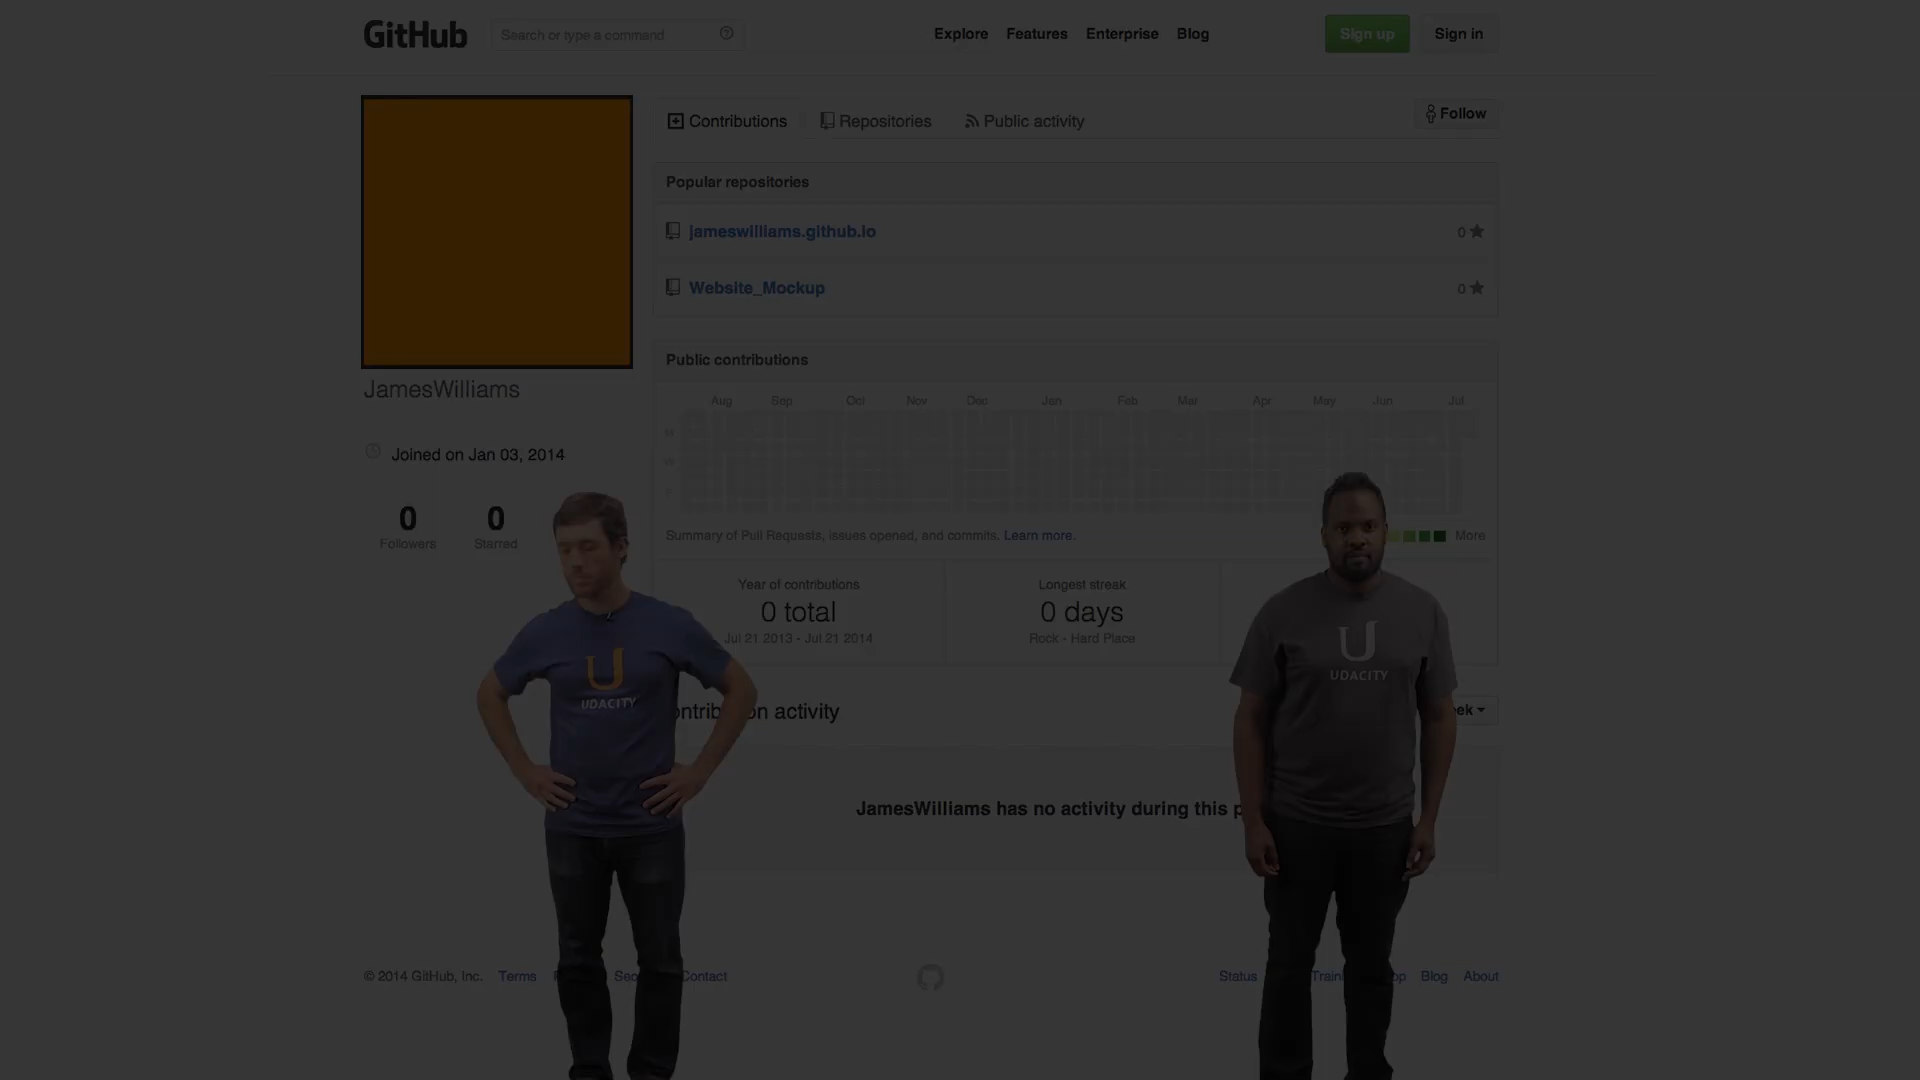 GitHub Search or type a command Explore Features Enterprise Blog Sign up Sign in
Contributions Repositories Public activity Follow
Popular repositories
jameswilliams.github.io 0
Website_Mockup 0
Public contributions
JamesWilliams
Aug Sep Oct Nov Dec Jan Feb Mar Apr May Jun Jul
M
W
F
Joined on Jan 03, 2014
0 0
Followers Starred
Summary of Pull Requests, issues opened, and commits. Learn more. More
Year of contributions Longest streak
0 total 0 days
Jul 21 2013 - Jul 21 2014 Rock - Hard Place
U
UDACITY
U
UDACITY
activity
JamesWilliams has no activity during this
© 2014 GitHub, Inc. Terms Contact Status Blog About